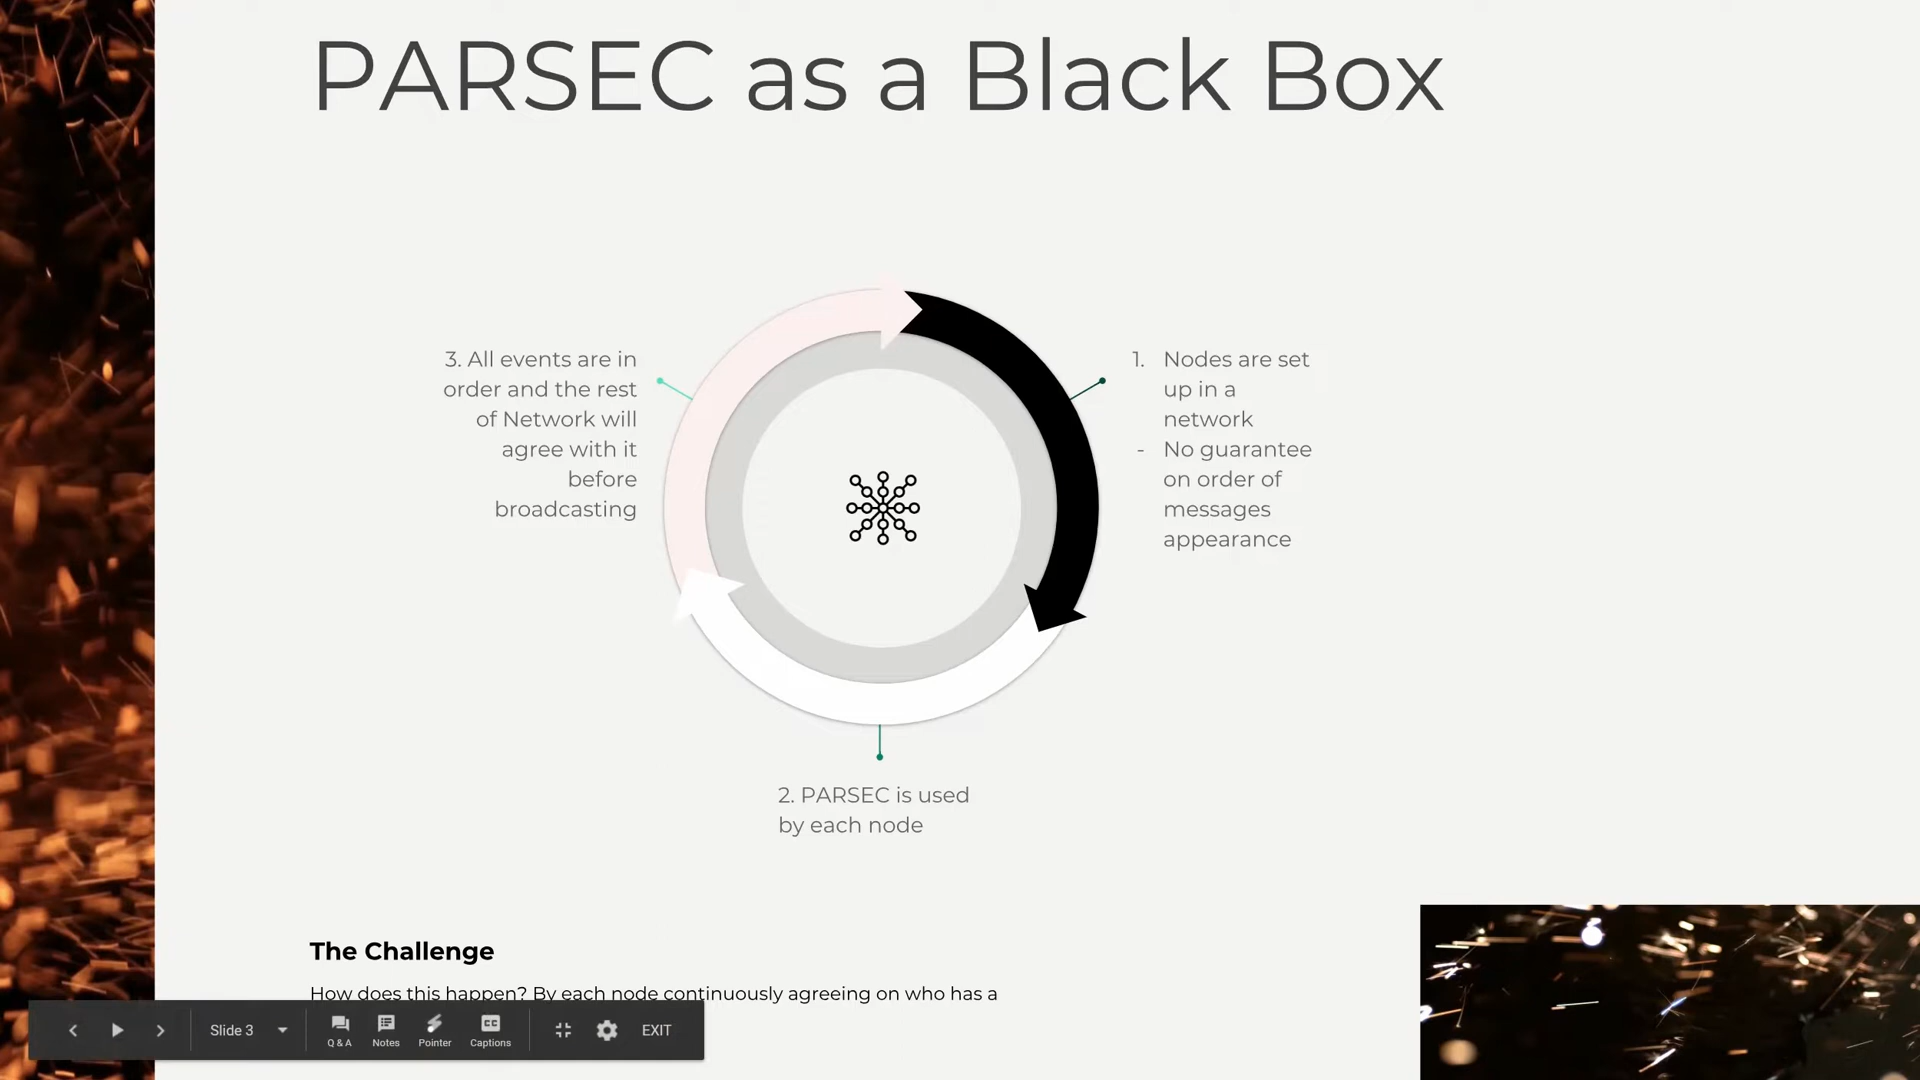 PARSEC as a Black Box
3. All events are in
order and the rest
of Network will
agree with it
before
broadcasting
1. Nodes are set
up in a
network
- No guarantee
on order of
messages
appearance
2. PARSEC is used
by each node
The Challenge
How does this happen? By each node continuously agreeing on who has a
Slide 3
Q & A
Notes
Pointer
CC
Captions
EXIT